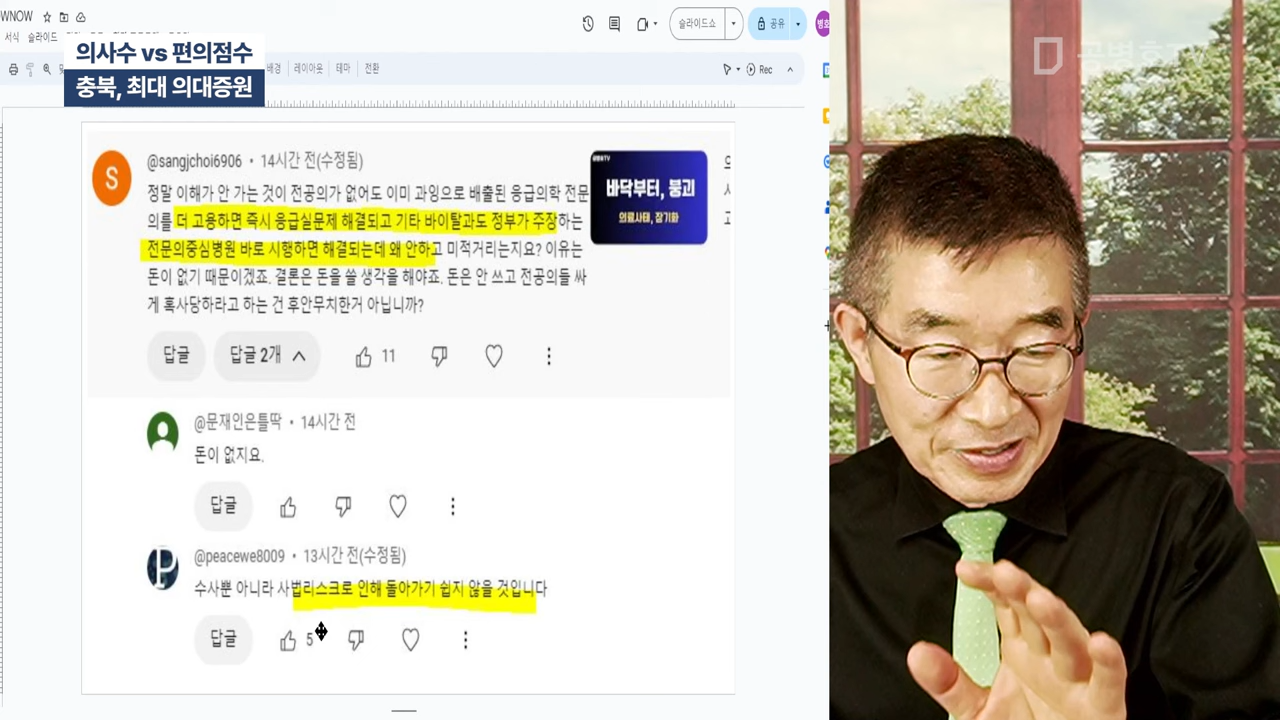 WNOW
서식 슬라이드
슬라이드쇼
공유
병호
의사수 vs 편의점수
충북, 최대 의대증원
배경 레이아웃 테마 전환
Rec
공병호TV
S
@sangjchoi6906 • 14시간 전(수정됨)
정말 이해가 안 가는 것이 전공의가 없어도 이미 과잉으로 배출된 응급의학 전문
의를 더 고용하면 즉시 응급실문제 해결되고 기타 바이탈과도 정부가 주장하는
전문의중심병원 바로 시행하면 해결되는데 왜 안하고 미적거리는지요? 이유는
돈이 없기 때문이겠죠. 결론은 돈을 쓸 생각을 해야죠. 돈은 안 쓰고 전공의들 싸
게 혹사당하라고 하는 건 후안무치한거 아닙니까?
공병호TV
바닥부터, 붕괴
의료사태, 장기화
답글 답글 2개 11
@문재인은틀딱 • 14시간 전
돈이 없지요.
답글
P
@peacewe8009 • 13시간 전(수정됨)
수사뿐 아니라 사법리스크로 인해 돌아가기 쉽지 않을 것입니다
답글 5